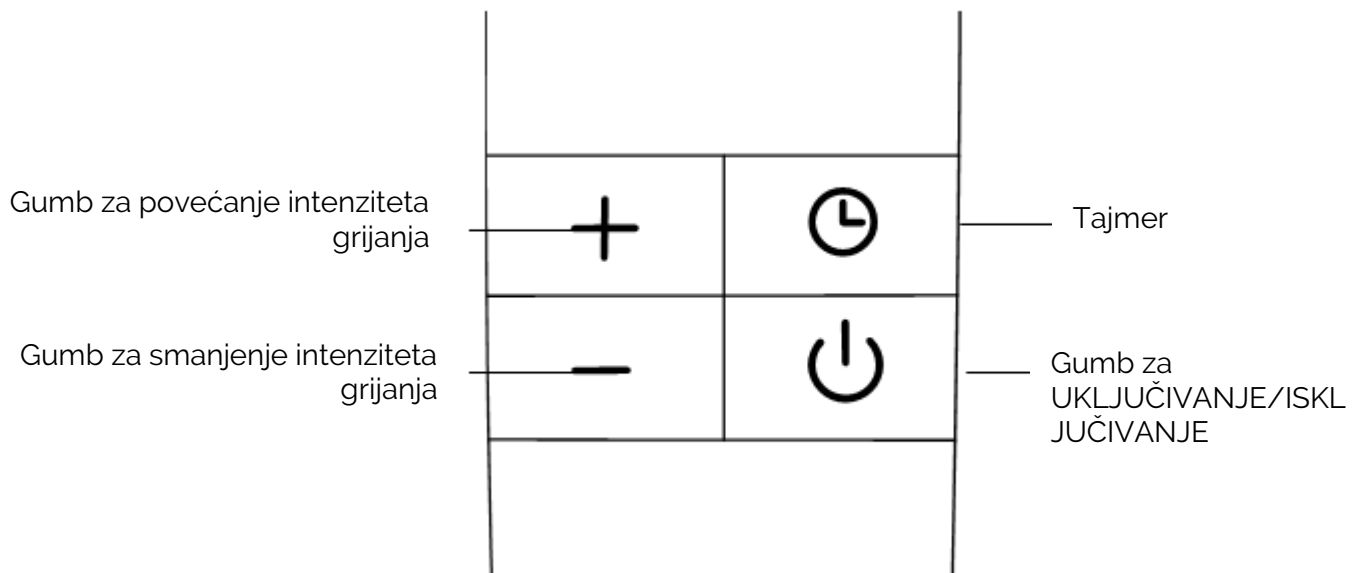 Gumb za povećanje intenziteta
grijanja
Tajmer
Gumb za smanjenje intenziteta
grijanja
Gumb za
UKLJUČIVANJE/ISKL
JUČIVANJE